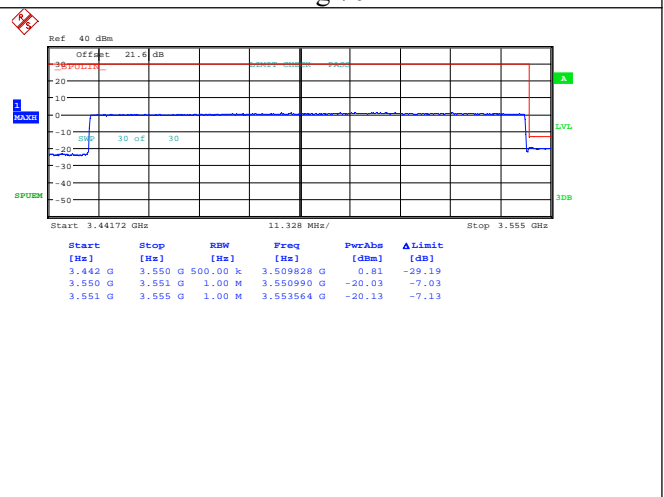 R S
Ref 40 dBm
Offset 21.6 dB
30
_SPULIN_
LIMIT CHECK PASS
20
A
10
1
MAXH
0
-10
LVL
SWP 30 of 30
-20
-30
-40
SPUEM
3DB
-50
Start 3.44172 GHz 11.328 MHz/ Stop 3.555 GHz
Start Stop RBW Freq PwrAbs ΔLimit
[Hz] [Hz] [Hz] [Hz] [dBm] [dB]
3.442 G 3.550 G 500.00 k 3.509828 G 0.81 -29.19
3.550 G 3.551 G 1.00 M 3.550990 G -20.03 -7.03
3.551 G 3.555 G 1.00 M 3.553564 G -20.13 -7.13